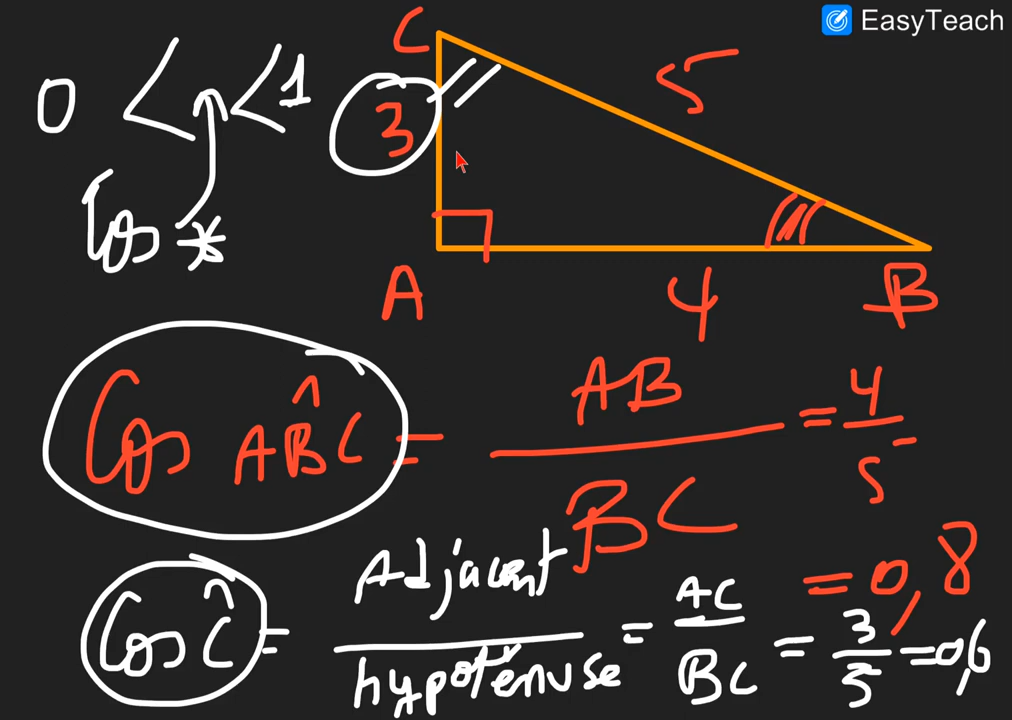 EasyTeach
C
5
0 < < 1
3
Cos *
A
4
B
Cos AB̂C = AB/BC = 4/5
= 0,8
Cos Ĉ = Adjacent/hypoténuse = AC/BC = 3/5 = 0,6